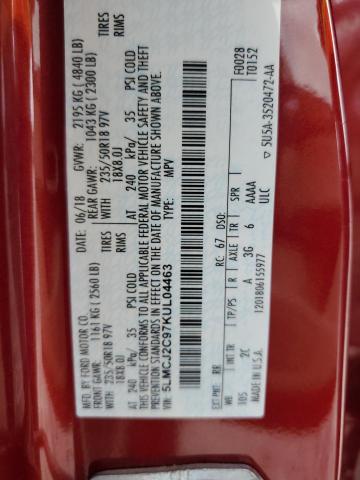 MFD. BY FORD MOTOR CO.
DATE: 06/18 GVWR: 2195 KG ( 4840 LB)
FRONT GAWR: 1161 KG ( 2560 LB) REAR GAWR: 1043 KG ( 2300 LB)
WITH 235/50R18 97V TIRES WITH 235/50R18 97V TIRES
18X8.0J RIMS 18X8.0J RIMS
AT 240 kPa/ 35 PSI COLD AT 240 kPa/ 35 PSI COLD
THIS VEHICLE CONFORMS TO ALL APPLICABLE FEDERAL MOTOR VEHICLE SAFETY AND THEFT
PREVENTION STANDARDS IN EFFECT ON THE DATE OF MANUFACTURE SHOWN ABOVE.
VIN: 5LMCJ2C97KUL04463 TYPE: MPV
F0028
T0152
EXT PNT: RR RC: 67 DSO:
WB INT TR TP/PS R AXLE TR SPR
105 2C A 3G 6 AAAA
MADE IN U.S.A. ULC
1201806155977
5U5A-3520472-AA